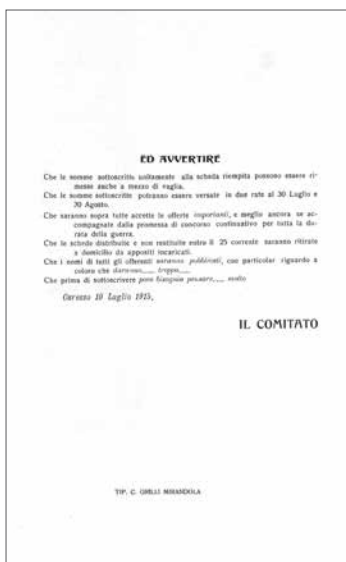 ED AVVERTIRE
Che le somme sottoscritte unitamente alla scheda riempita possono essere ri-
messe anche a mezzo di vaglia.
Che le somme sottoscritte potranno essere versate in due rate al 30 Luglio e
30 Agosto.
Che saranno sopra tutte accette le offerte importanti, e meglio ancora se ac-
compagnate dalla promessa di concorso continuativo per tutta la du-
rata della guerra.
Che le schede distribuite e non restituite entro il 25 corrente saranno ritirate
a domicilio da appositi incaricati.
Che i nomi di tutti gli offerenti saranno pubblicati, con particolar riguardo a
coloro che daranno..... troppo.....
Che prima di sottoscrivere pure bisogna pensare..... molto
10 Luglio 1915,
IL COMITATO
TIP. C. GRILLI MIRANDOLA